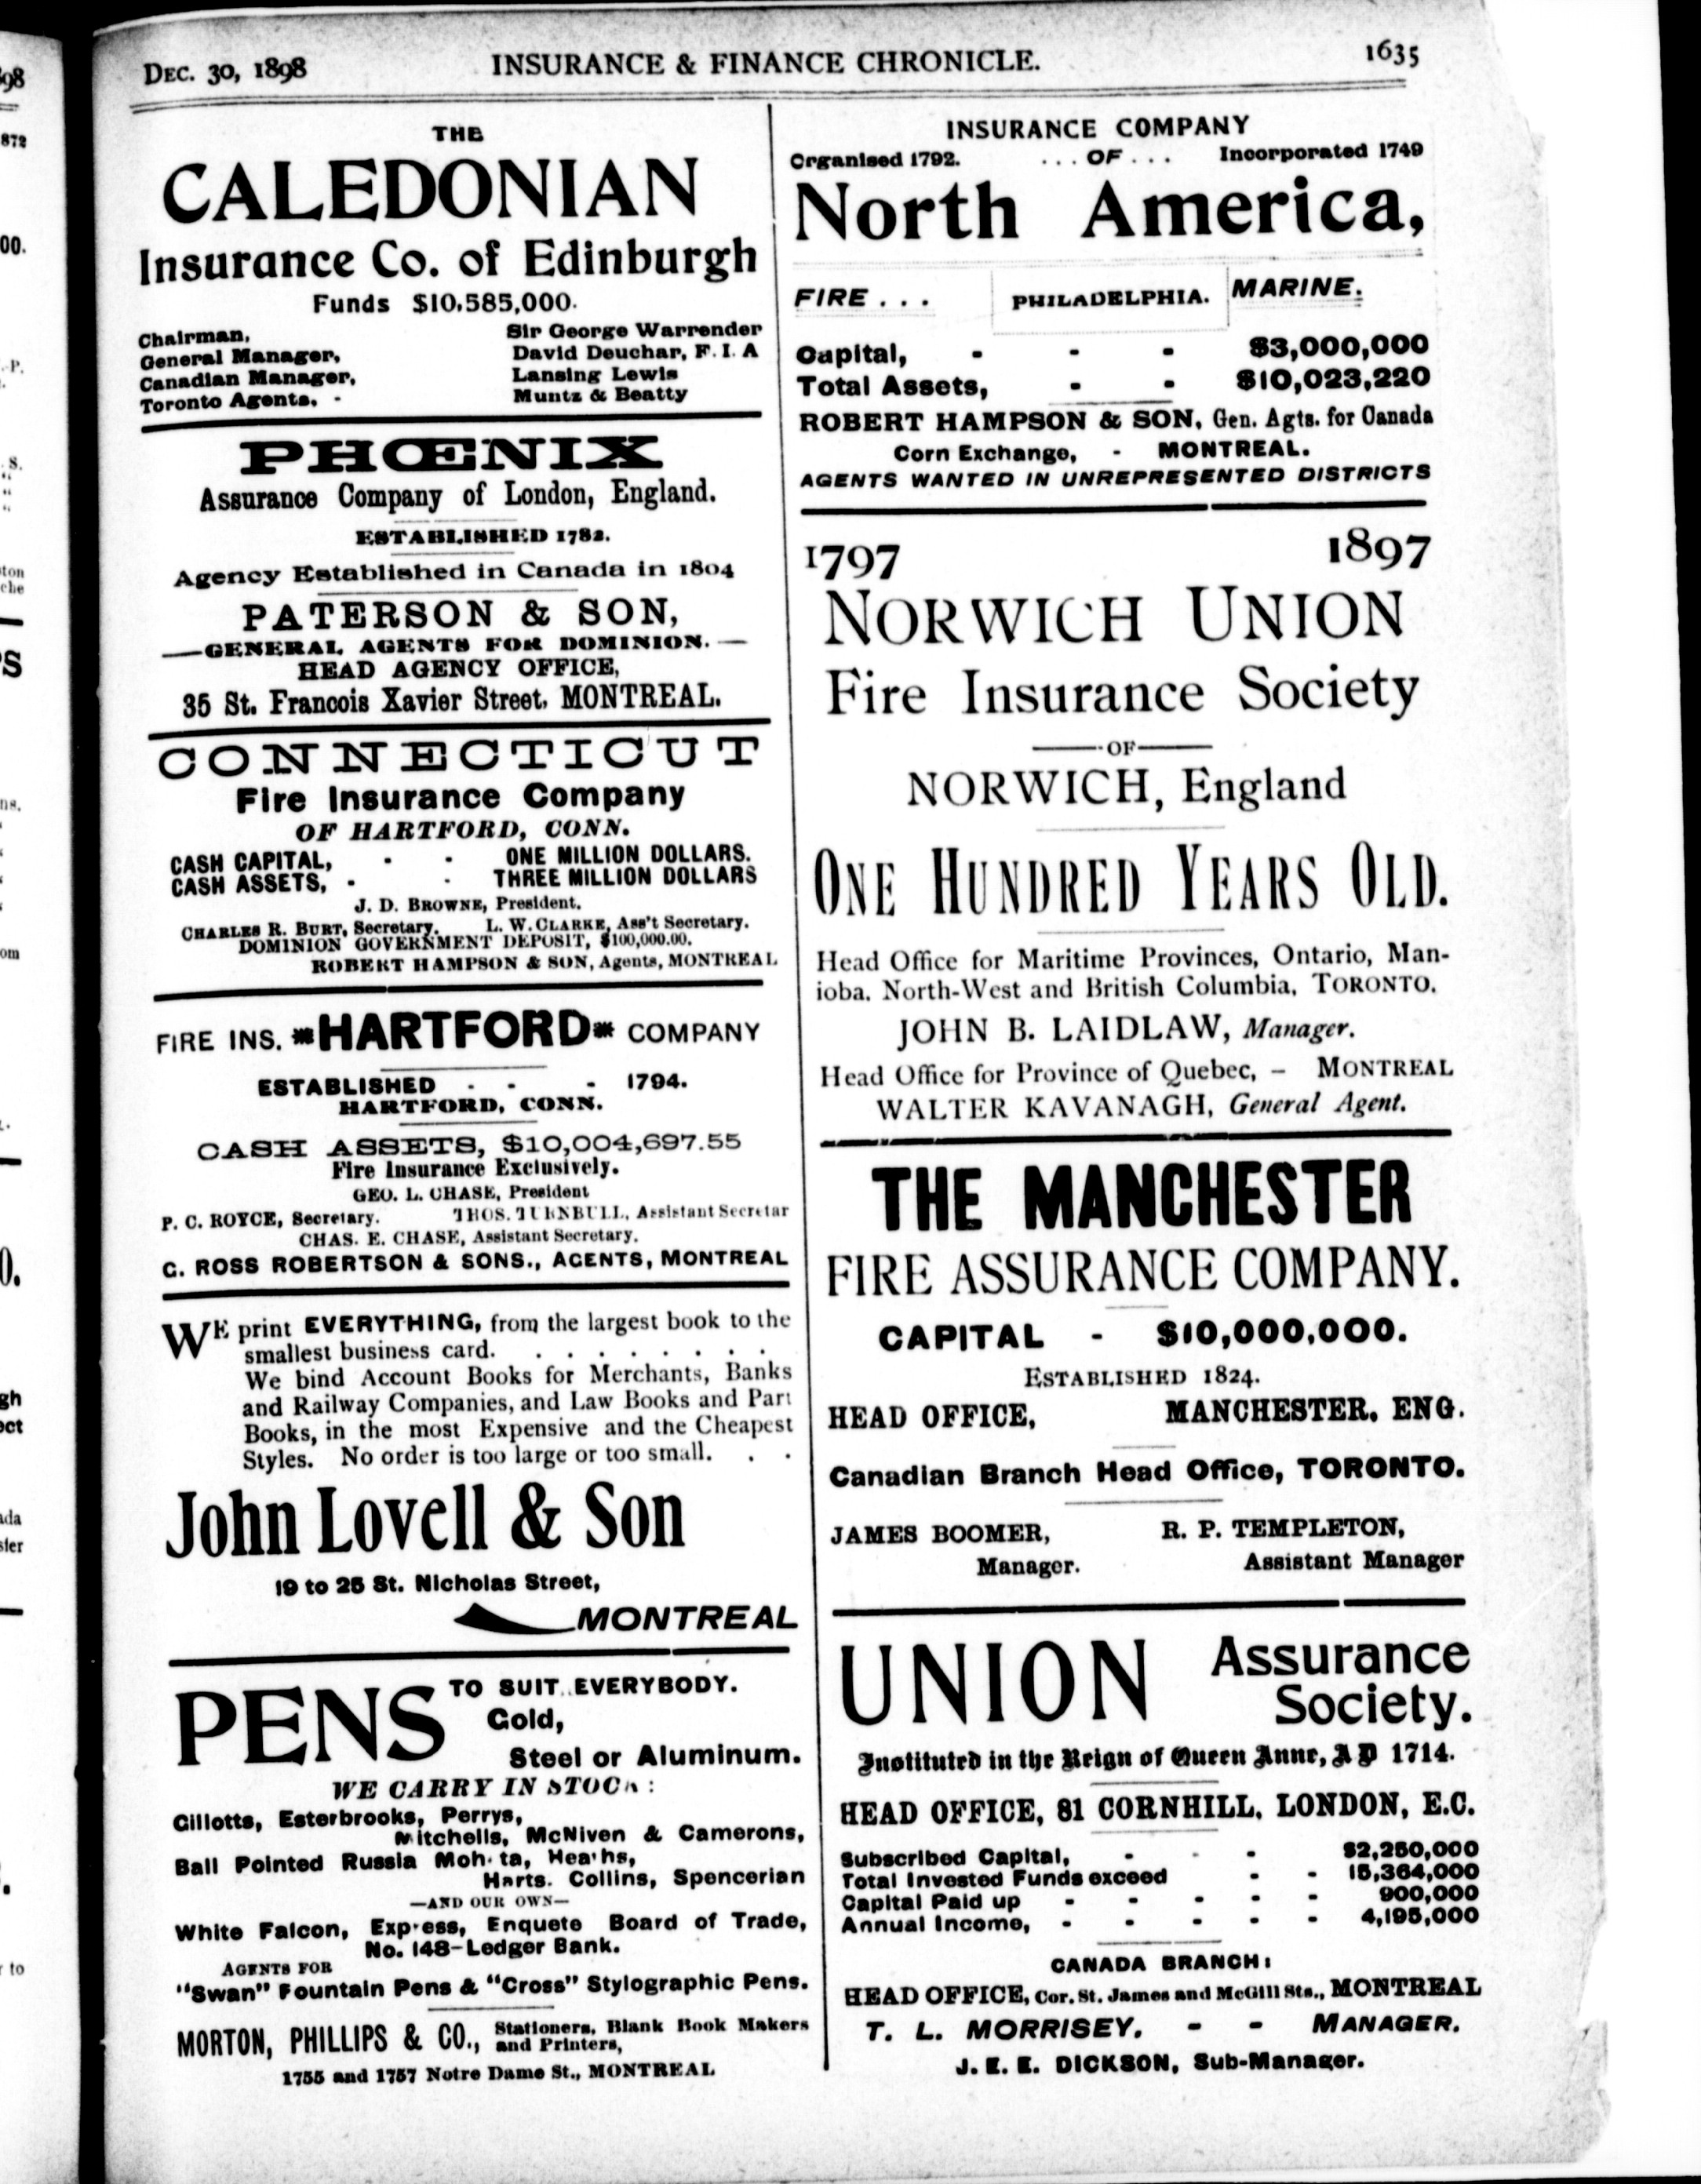 DEC. 30, 1898 INSURANCE & FINANCE CHRONICLE. 1635
THE
CALEDONIAN
Insurance Co. of Edinburgh
Funds $10,585,000.
Chairman, Sir George Warrender
General Manager, David Deuchar, F. I. A
Canadian Manager, Lansing Lewis
Toronto Agents, - Muntz & Beatty
PHŒNIX
Assurance Company of London, England.
ESTABLISHED 1782.
Agency Established in Canada in 1804
PATERSON & SON,
—GENERAL AGENTS FOR DOMINION.—
HEAD AGENCY OFFICE,
35 St. Francois Xavier Street, MONTREAL.
CONNECTICUT
Fire Insurance Company
OF HARTFORD, CONN.
CASH CAPITAL, - - ONE MILLION DOLLARS.
CASH ASSETS, - - THREE MILLION DOLLARS
J. D. BROWNE, President.
CHARLES R. BURT, Secretary. L. W. CLARKE, Ass't Secretary.
DOMINION GOVERNMENT DEPOSIT, $100,000.00.
ROBERT HAMPSON & SON, Agents, MONTREAL
FIRE INS. *HARTFORD* COMPANY
ESTABLISHED - - - 1794.
HARTFORD, CONN.
CASH ASSETS, $10,004,697.55
Fire Insurance Exclusively.
GEO. L. CHASE, President
P. C. ROYCE, Secretary. THOS. TURNBULL, Assistant Secretar
CHAS. E. CHASE, Assistant Secretary.
C. ROSS ROBERTSON & SONS., AGENTS, MONTREAL
WE print EVERYTHING, from the largest book to the
smallest business card. . . . . . . . .
We bind Account Books for Merchants, Banks
and Railway Companies, and Law Books and Part
Books, in the most Expensive and the Cheapest
Styles. No order is too large or too small. . .
John Lovell & Son
19 to 25 St. Nicholas Street,
MONTREAL
PENS TO SUIT EVERYBODY.
Gold,
Steel or Aluminum.
WE CARRY IN STOCK :
Gillotts, Esterbrooks, Perrys,
Mitchells, McNiven & Camerons,
Ball Pointed Russia Moh ta, Heaths,
Harts. Collins, Spencerian
—AND OUR OWN—
White Falcon, Express, Enquete Board of Trade,
No. 148-Ledger Bank.
AGENTS FOR
"Swan" Fountain Pens & "Cross" Stylographic Pens.
MORTON, PHILLIPS & CO., Stationers, Blank Book Makers
and Printers,
1755 and 1757 Notre Dame St., MONTREAL
INSURANCE COMPANY
Organised 1792. ... OF ... Incorporated 1749
North America,
FIRE ... PHILADELPHIA. MARINE.
Capital, - - - $3,000,000
Total Assets, - - $10,023,220
ROBERT HAMPSON & SON, Gen. Agts. for Canada
Corn Exchange, - MONTREAL.
AGENTS WANTED IN UNREPRESENTED DISTRICTS
1797 1897
NORWICH UNION
Fire Insurance Society
—OF—
NORWICH, England
ONE HUNDRED YEARS OLD.
Head Office for Maritime Provinces, Ontario, Man-
ioba, North-West and British Columbia, TORONTO.
JOHN B. LAIDLAW, Manager.
Head Office for Province of Quebec, – MONTREAL
WALTER KAVANAGH, General Agent.
THE MANCHESTER
FIRE ASSURANCE COMPANY.
CAPITAL - $10,000,000.
ESTABLISHED 1824.
HEAD OFFICE, MANCHESTER, ENG.
Canadian Branch Head Office, TORONTO.
JAMES BOOMER, R. P. TEMPLETON,
Manager. Assistant Manager
UNION Assurance
Society.
Instituted in the Reign of Queen Anne, A D 1714.
HEAD OFFICE, 81 CORNHILL, LONDON, E.C.
Subscribed Capital, - - - $2,250,000
Total Invested Funds exceed - - 15,364,000
Capital Paid up - - - - - 900,000
Annual Income, - - - - - 4,195,000
CANADA BRANCH:
HEAD OFFICE, Cor. St. James and McGill Sts., MONTREAL
T. L. MORRISEY, - - MANAGER.
J. E. E. DICKSON, Sub-Manager.